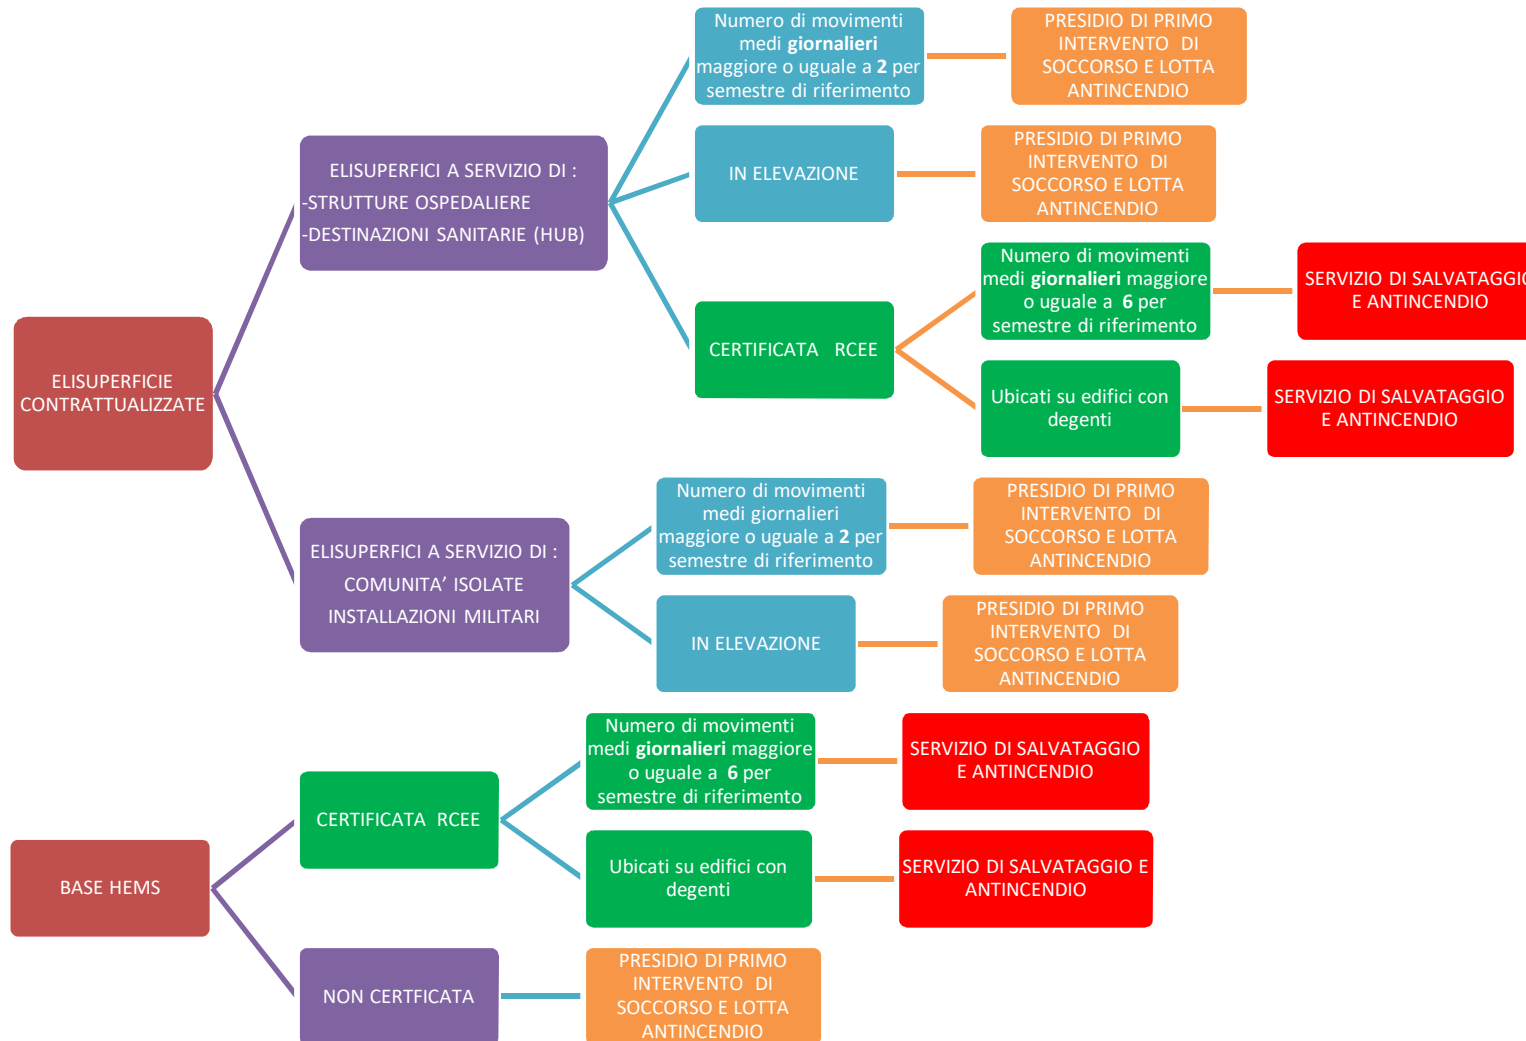 ELISUPERFICIE
CONTRATTUALIZZATE
ELISUPERFICI A SERVIZIO DI :
-STRUTTURE OSPEDALIERE
-DESTINAZIONI SANITARIE (HUB)
Numero di movimenti
medi giornalieri
maggiore o uguale a 2 per
semestre di riferimento
PRESIDIO DI PRIMO
INTERVENTO DI
SOCCORSO E LOTTA
ANTINCENDIO
IN ELEVAZIONE
PRESIDIO DI PRIMO
INTERVENTO DI
SOCCORSO E LOTTA
ANTINCENDIO
CERTIFICATA RCEE
Numero di movimenti
medi giornalieri maggiore
o uguale a 6 per
semestre di riferimento
SERVIZIO DI SALVATAGGIO
E ANTINCENDIO
Ubicati su edifici con
degenti
SERVIZIO DI SALVATAGGIO
E ANTINCENDIO
ELISUPERFICI A SERVIZIO DI :
COMUNITA’ ISOLATE
INSTALLAZIONI MILITARI
Numero di movimenti
medi giornalieri
maggiore o uguale a 2 per
semestre di riferimento
PRESIDIO DI PRIMO
INTERVENTO DI
SOCCORSO E LOTTA
ANTINCENDIO
IN ELEVAZIONE
PRESIDIO DI PRIMO
INTERVENTO DI
SOCCORSO E LOTTA
ANTINCENDIO
BASE HEMS
CERTIFICATA RCEE
Numero di movimenti
medi giornalieri maggiore
o uguale a 6 per
semestre di riferimento
SERVIZIO DI SALVATAGGIO
E ANTINCENDIO
Ubicati su edifici con
degenti
SERVIZIO DI SALVATAGGIO E
ANTINCENDIO
NON CERTFICATA
PRESIDIO DI PRIMO
INTERVENTO DI
SOCCORSO E LOTTA
ANTINCENDIO